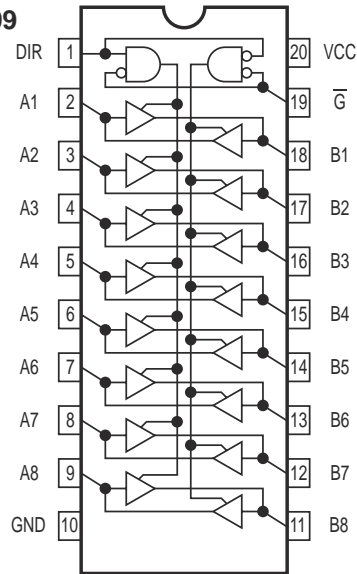 99
DIR 1 20 VCC
A1 2 19 G̅
A2 3 18 B1
A3 4 17 B2
A4 5 16 B3
A5 6 15 B4
A6 7 14 B5
A7 8 13 B6
A8 9 12 B7
GND 10 11 B8